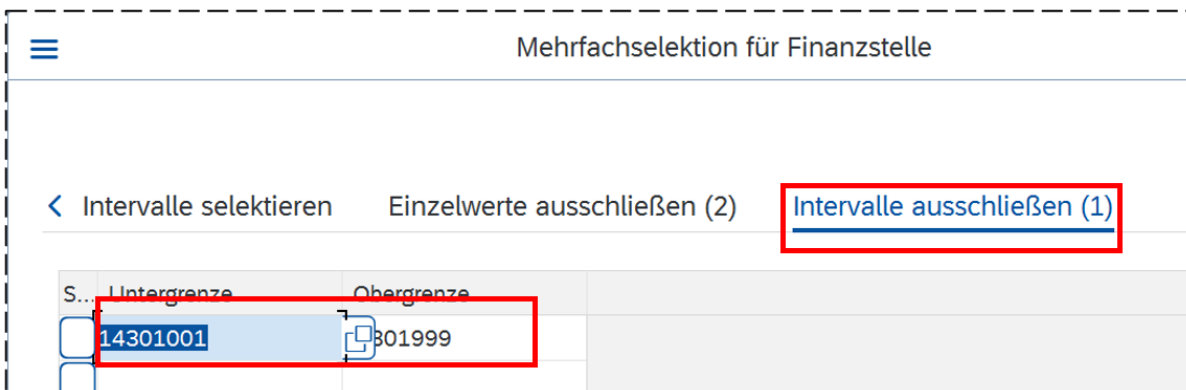 Mehrfachselektion für Finanzstelle
Intervalle selektieren Einzelwerte ausschließen (2) Intervalle ausschließen (1)
S... Untergrenze Obergrenze
14301001 301999